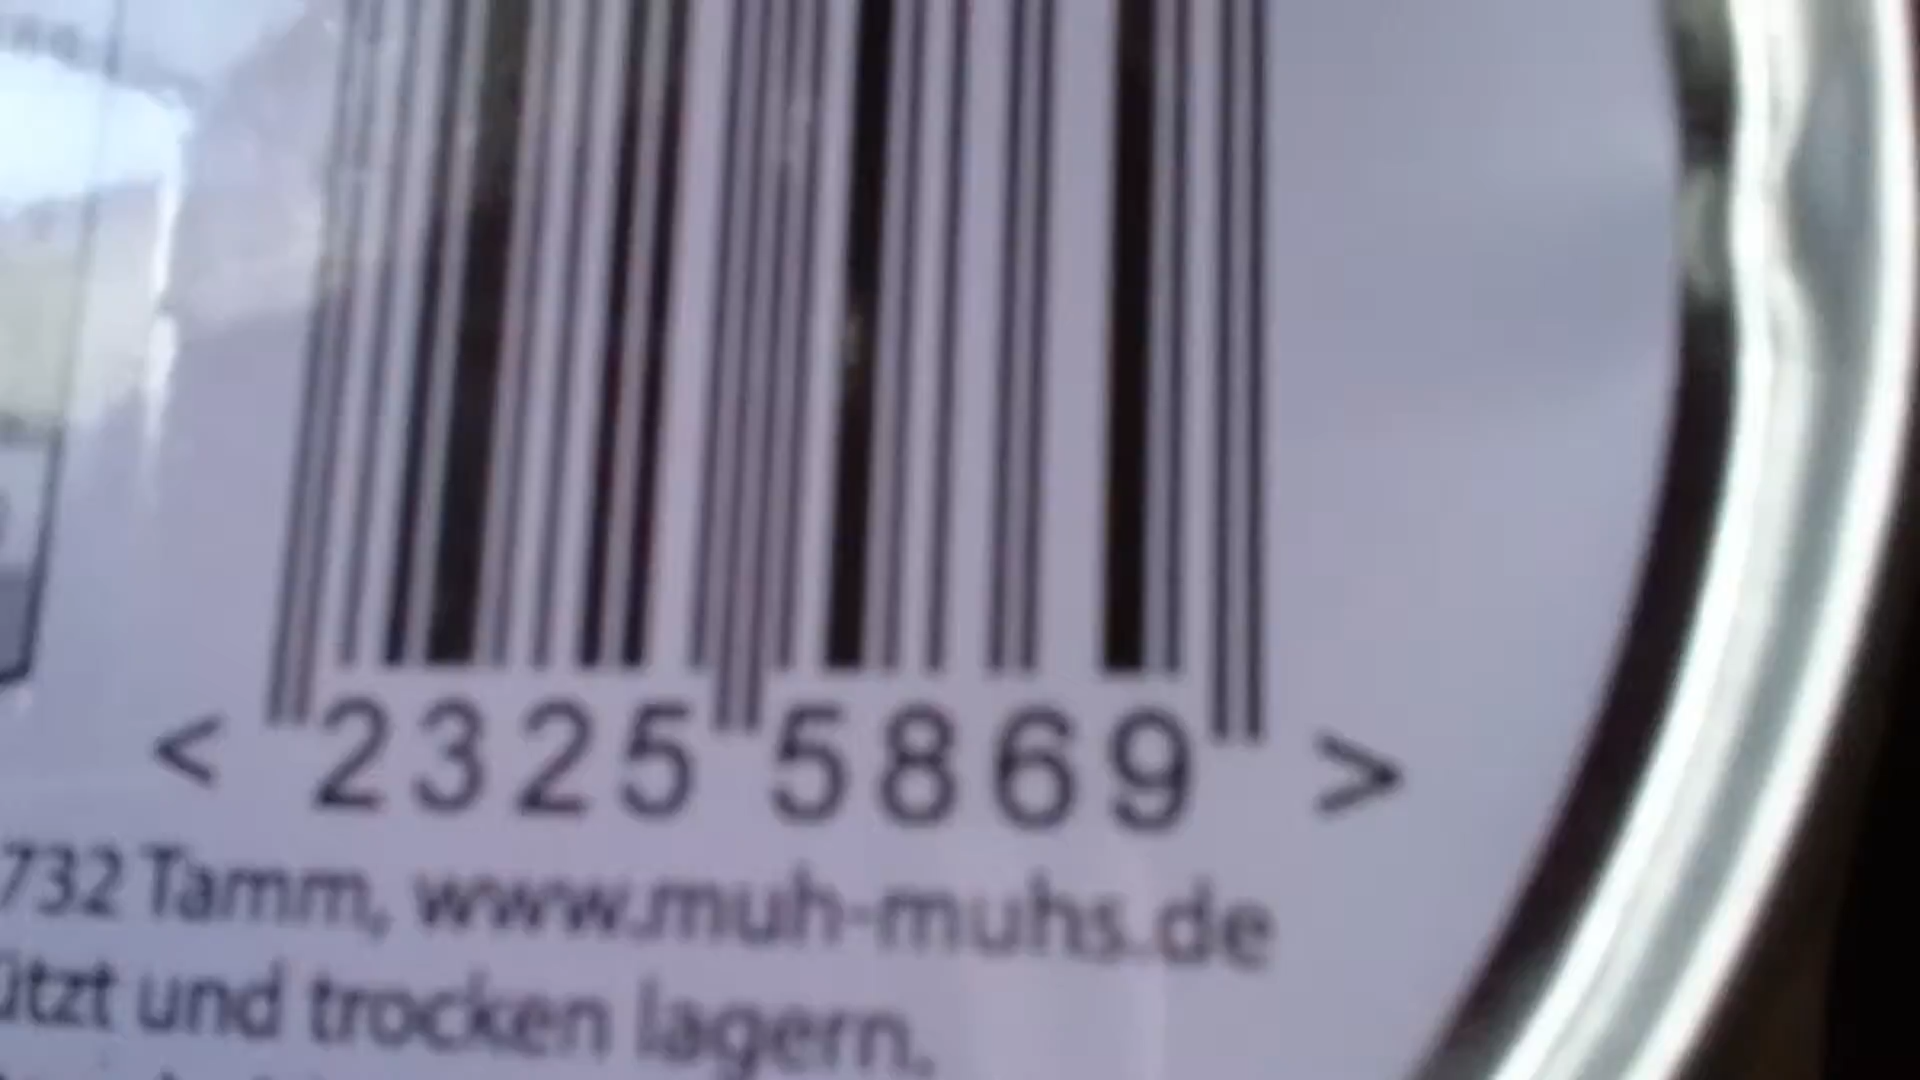 < 2325 5869 >
732 Tamm, www.muh-muhs.de
ützt und trocken lagern.